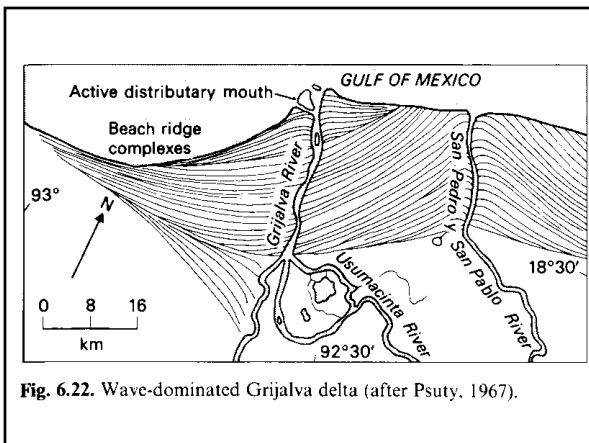 GULF OF MEXICO
Active distributary mouth
Beach ridge
complexes
Grijalva River
San Pedro y San Pablo River
93°
N
Usumacinta River
18°30'
0 8 16
km
92°30'
Fig. 6.22. Wave-dominated Grijalva delta (after Psuty, 1967).